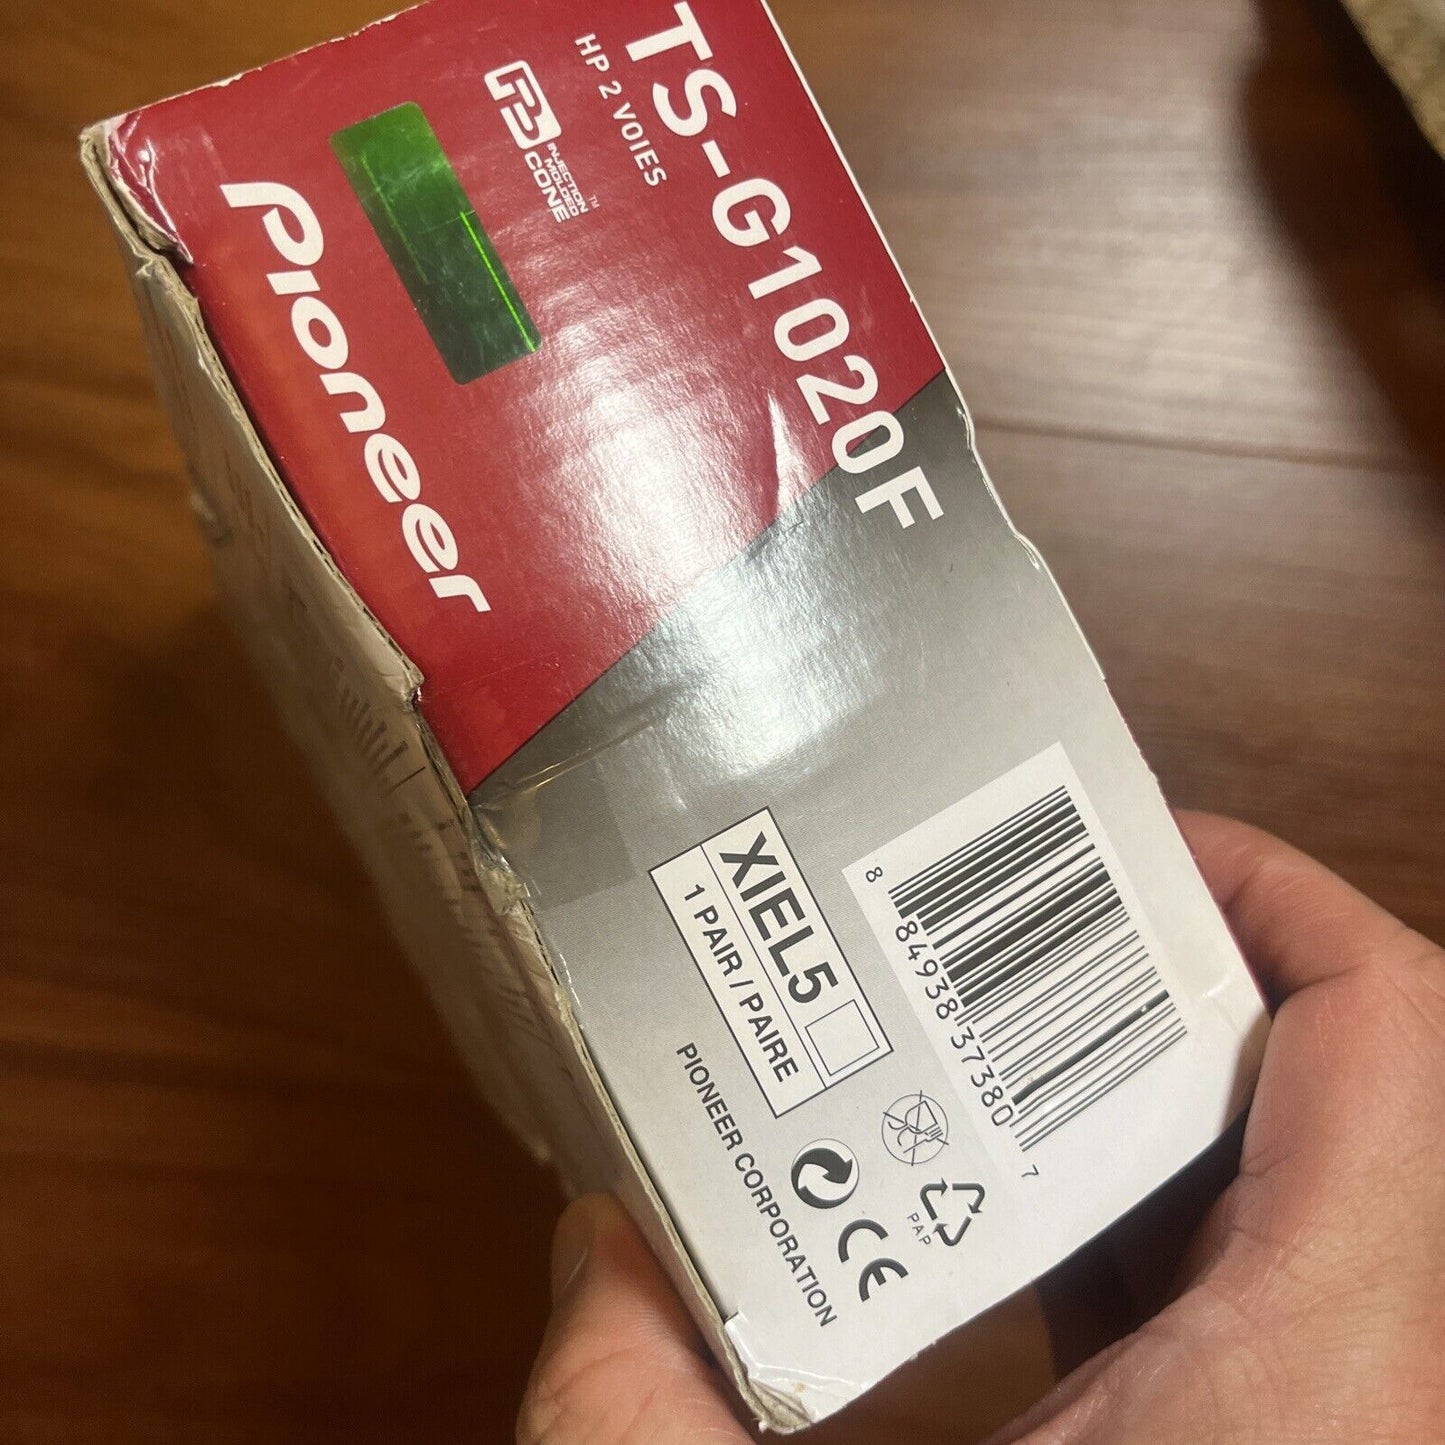 TS-G1020F
HP 2 VOIES
INJECTION
MOLDED
CONE™
Pioneer
XIEL5
1 PAIR / PAIRE
8 84938 37380 7
PAP
PIONEER CORPORATION
CE